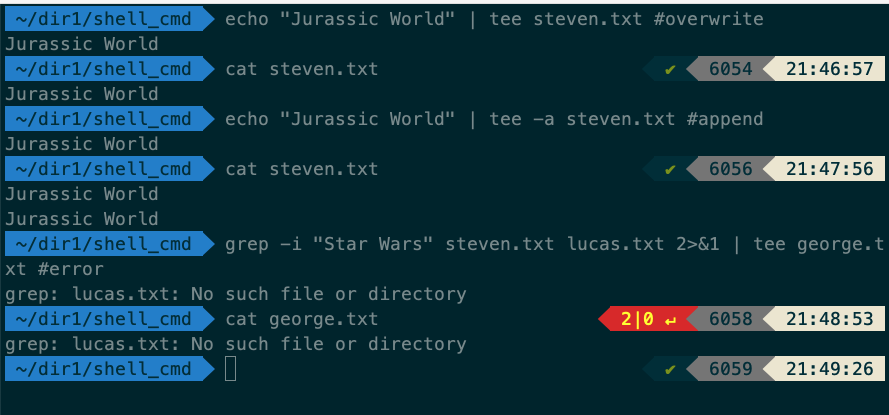 ~/dir1/shell_cmd echo "Jurassic World" | tee steven.txt #overwrite
Jurassic World
~/dir1/shell_cmd cat steven.txt ✔ 6054 21:46:57
Jurassic World
~/dir1/shell_cmd echo "Jurassic World" | tee -a steven.txt #append
Jurassic World
~/dir1/shell_cmd cat steven.txt ✔ 6056 21:47:56
Jurassic World
Jurassic World
~/dir1/shell_cmd grep -i "Star Wars" steven.txt lucas.txt 2>&1 | tee george.t
xt #error
grep: lucas.txt: No such file or directory
~/dir1/shell_cmd cat george.txt 2|0 ↵ 6058 21:48:53
grep: lucas.txt: No such file or directory
~/dir1/shell_cmd ✔ 6059 21:49:26